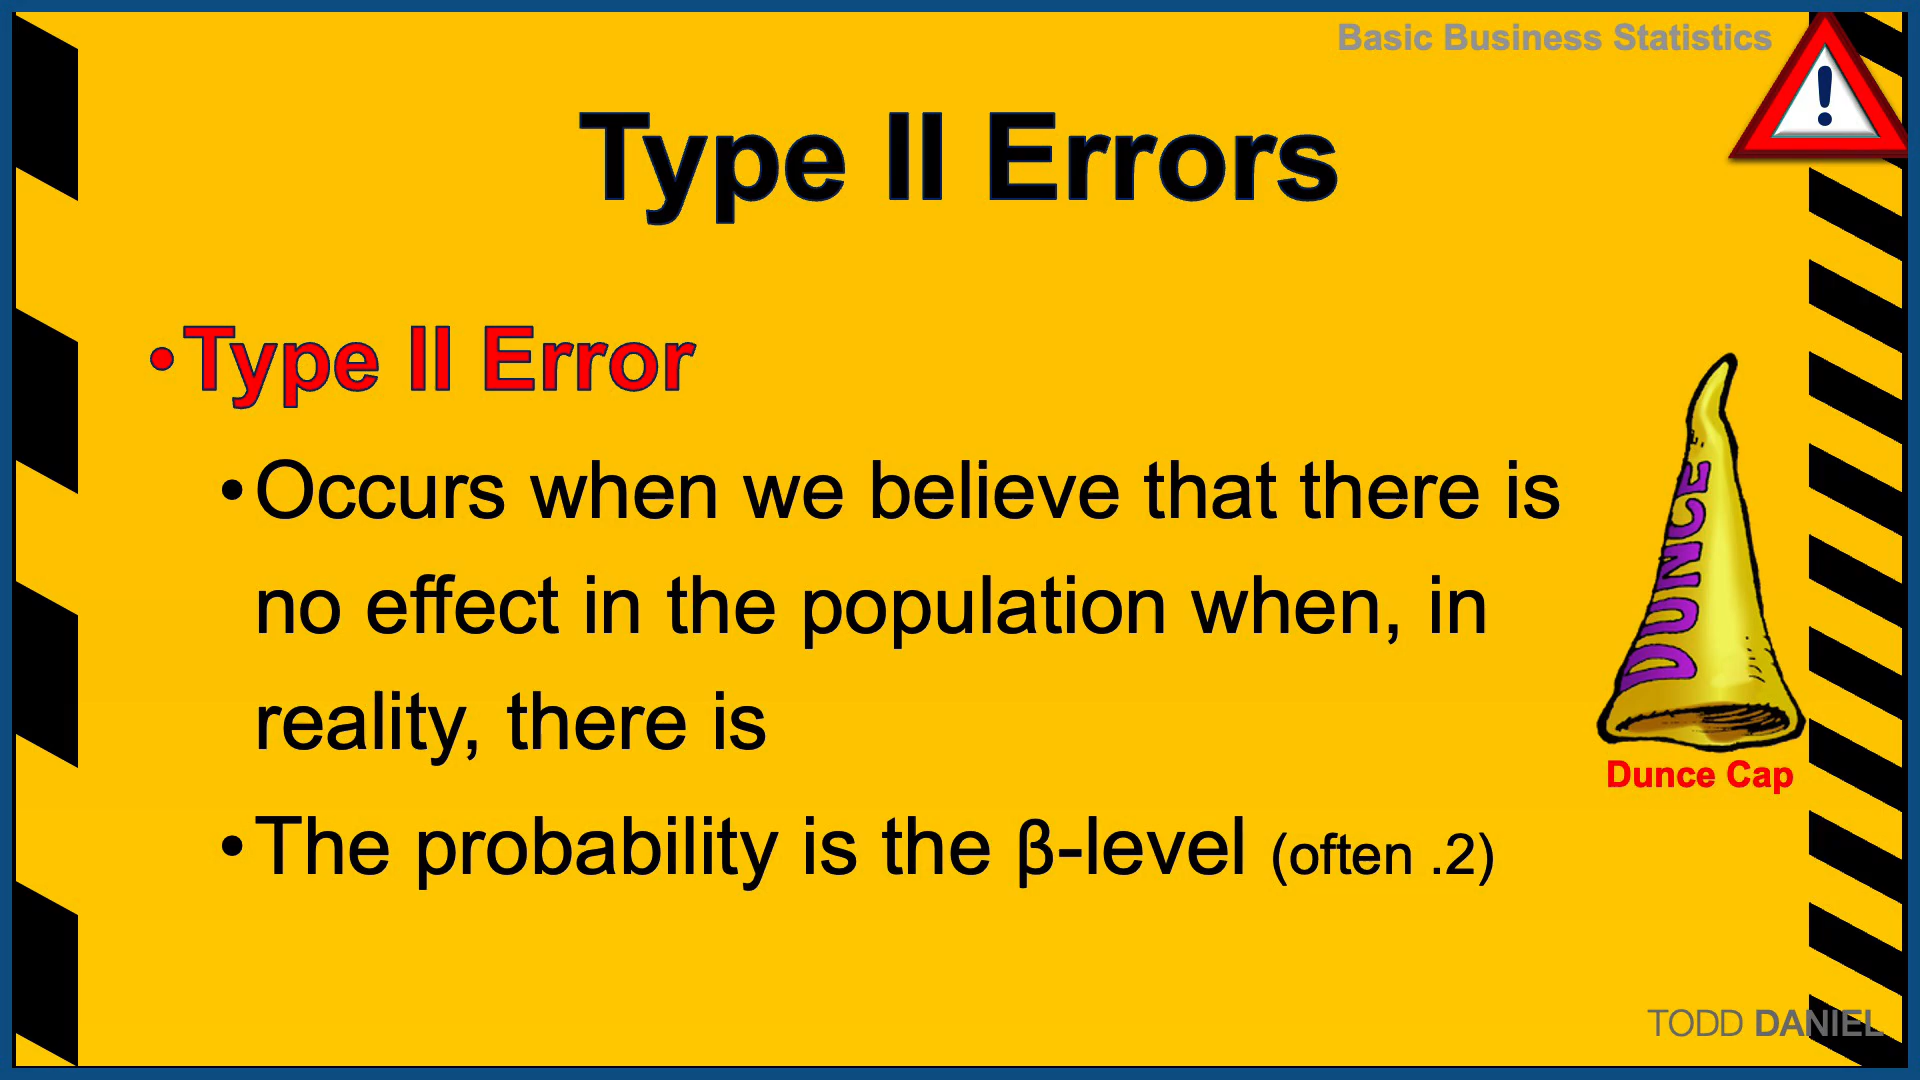 Basic Business Statistics
!
Type II Errors
•Type II Error
•Occurs when we believe that there is
no effect in the population when, in
reality, there is
•The probability is the β-level (often .2)
DUNCE
Dunce Cap
TODD DANIEL